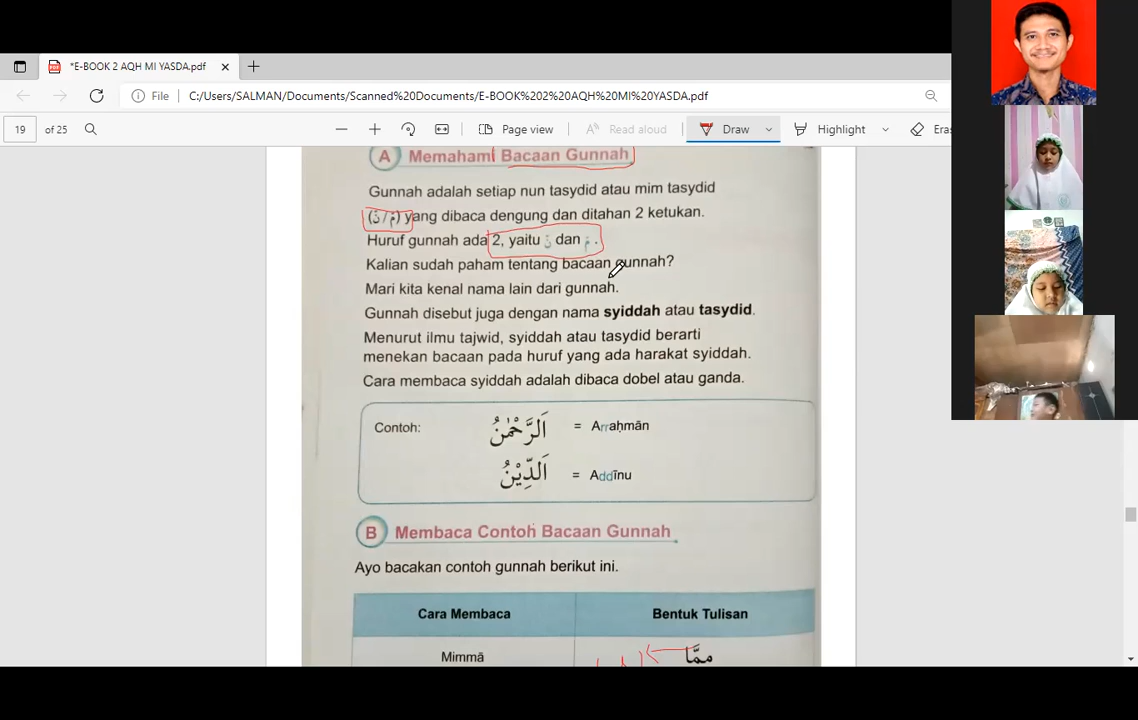 *E-BOOK 2 AQH MI YASDA.pdf
File C:/Users/SALMAN/Documents/Scanned%20Documents/E-BOOK%202%20AQH%20MI%20YASDA.pdf
19 of 25 Page view Read aloud Draw Highlight Eras
A Memahami Bacaan Gunnah
Gunnah adalah setiap nun tasydid atau mim tasydid
(نّ / مّ) yang dibaca dengung dan ditahan 2 ketukan.
Huruf gunnah ada 2, yaitu نّ dan مّ.
Kalian sudah paham tentang bacaan gunnah?
Mari kita kenal nama lain dari gunnah.
Gunnah disebut juga dengan nama syiddah atau tasydid.
Menurut ilmu tajwid, syiddah atau tasydid berarti
menekan bacaan pada huruf yang ada harakat syiddah.
Cara membaca syiddah adalah dibaca dobel atau ganda.
Contoh: اَلرَّحْمٰنُ = Arraḥmān
اَلدِّيْنُ = Addīnu
B Membaca Contoh Bacaan Gunnah
Ayo bacakan contoh gunnah berikut ini.
Cara Membaca Bentuk Tulisan
Mimmā مِمَّا